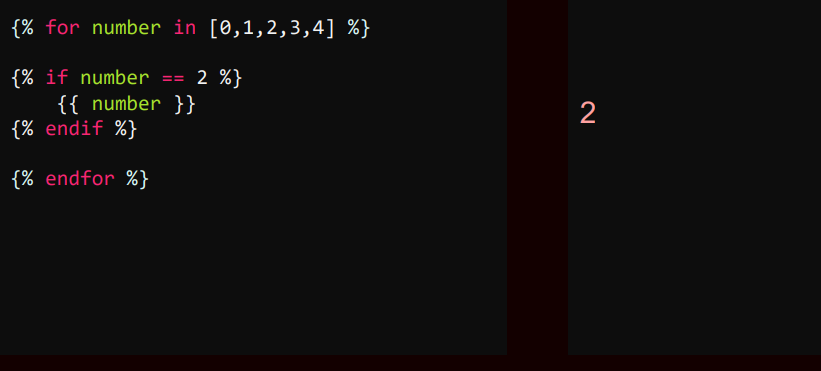 {% for number in [0,1,2,3,4] %}
{% if number == 2 %}
{{ number }}
{% endif %}
{% endfor %}
2